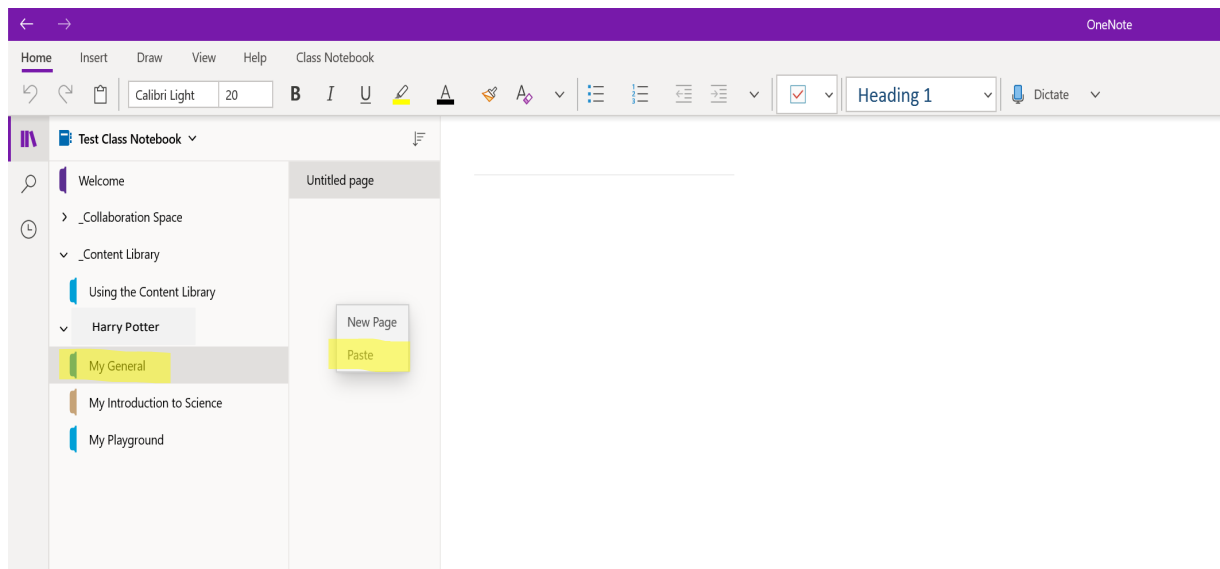 OneNote
Home Insert Draw View Help Class Notebook
Calibri Light 20 B I U A A Heading 1 Dictate
Test Class Notebook
Welcome
Untitled page
_Collaboration Space
_Content Library
Using the Content Library
Harry Potter
New Page
Paste
My General
My Introduction to Science
My Playground